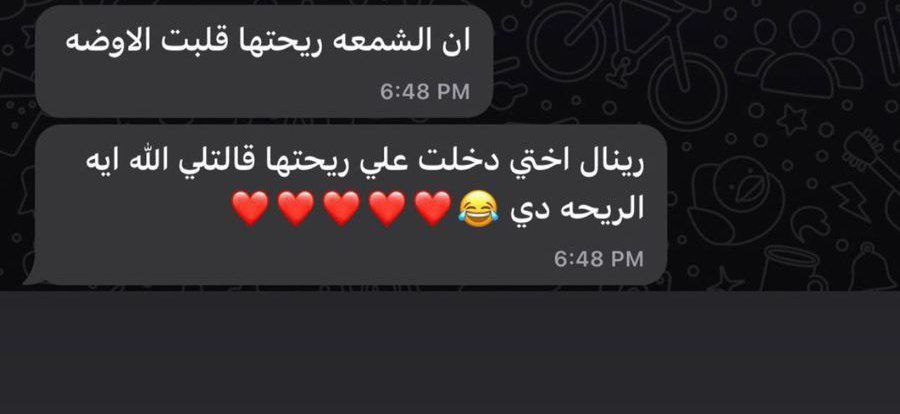 ان الشمعه ريحتها قلبت الاوضه
6:48 PM
رينال اختي دخلت علي ريحتها قالتلي الله ايه
الريحه دي 😂❤️❤️❤️❤️❤️
6:48 PM